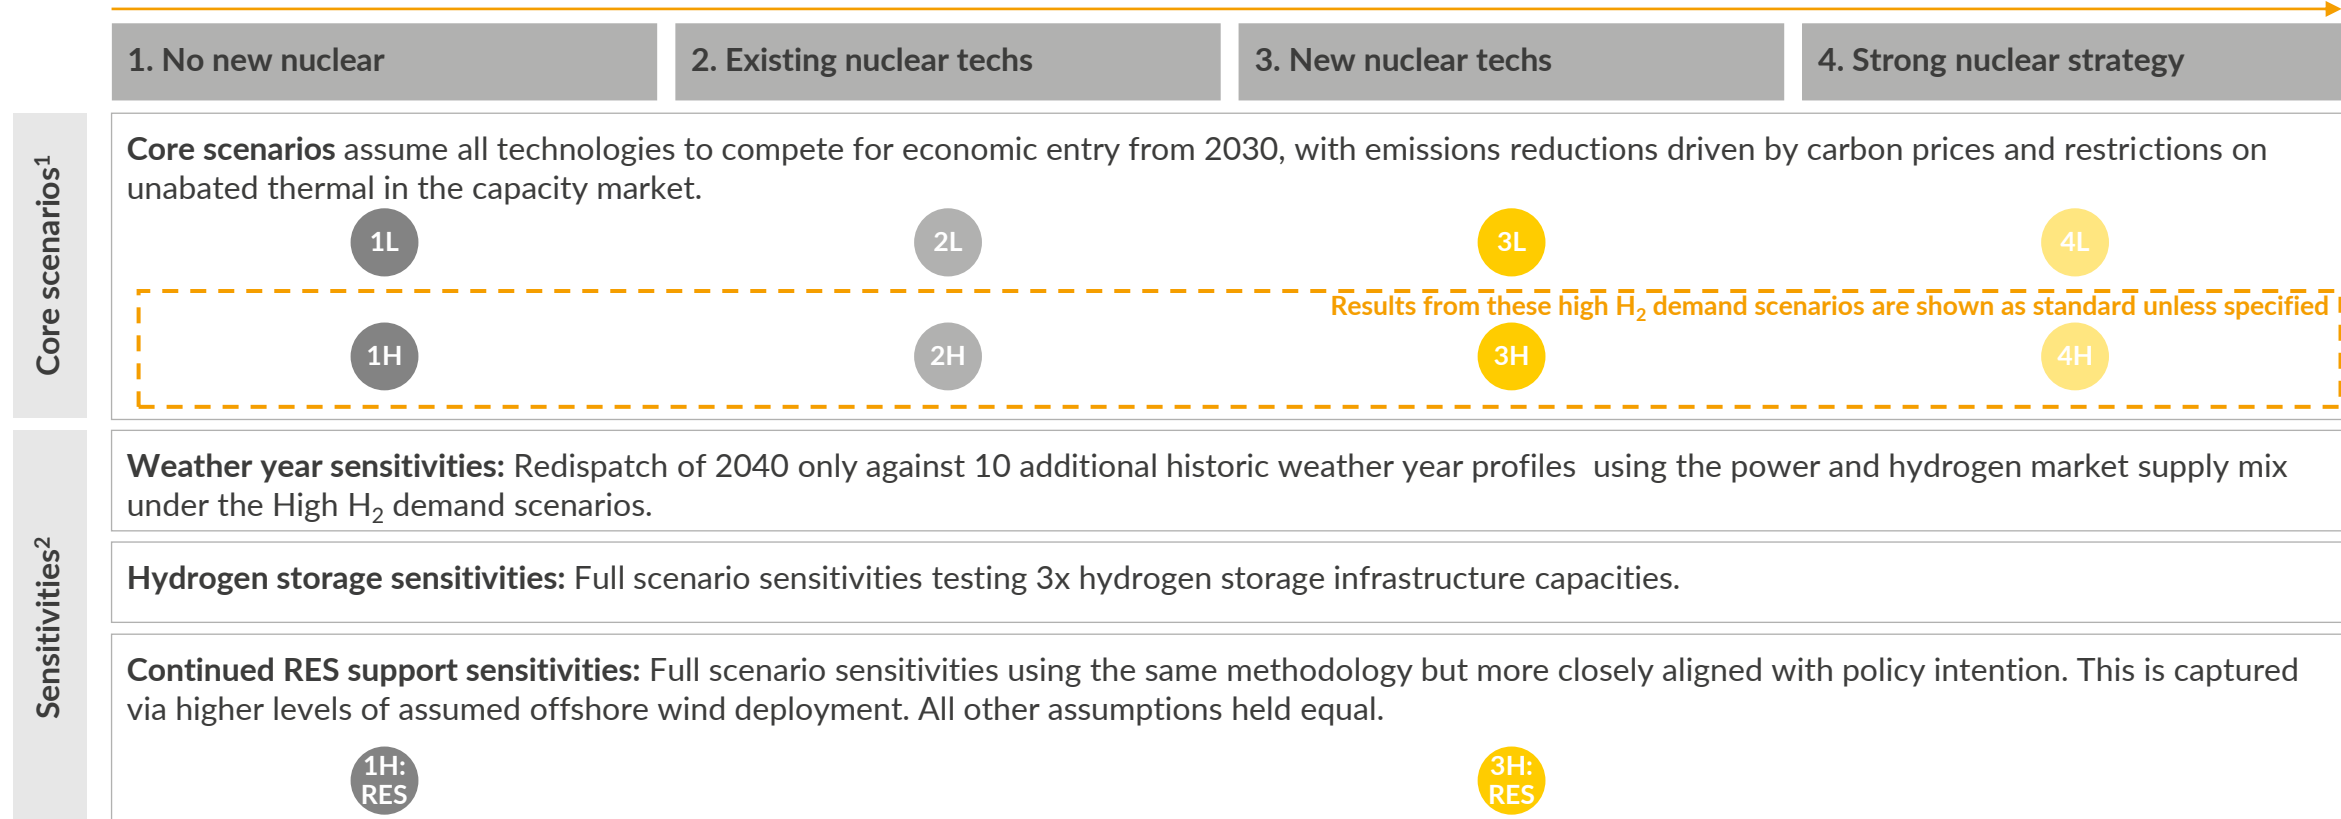 1. No new nuclear
2. Existing nuclear techs
3. New nuclear techs
4. Strong nuclear strategy
Core scenarios¹
Core scenarios assume all technologies to compete for economic entry from 2030, with emissions reductions driven by carbon prices and restrictions on
unabated thermal in the capacity market.
1L
2L
3L
4L
Results from these high H₂ demand scenarios are shown as standard unless specified
1H
2H
3H
4H
Sensitivities²
Weather year sensitivities: Redispatch of 2040 only against 10 additional historic weather year profiles using the power and hydrogen market supply mix
under the High H₂ demand scenarios.
Hydrogen storage sensitivities: Full scenario sensitivities testing 3x hydrogen storage infrastructure capacities.
Continued RES support sensitivities: Full scenario sensitivities using the same methodology but more closely aligned with policy intention. This is captured
via higher levels of assumed offshore wind deployment. All other assumptions held equal.
1H:
RES
3H:
RES